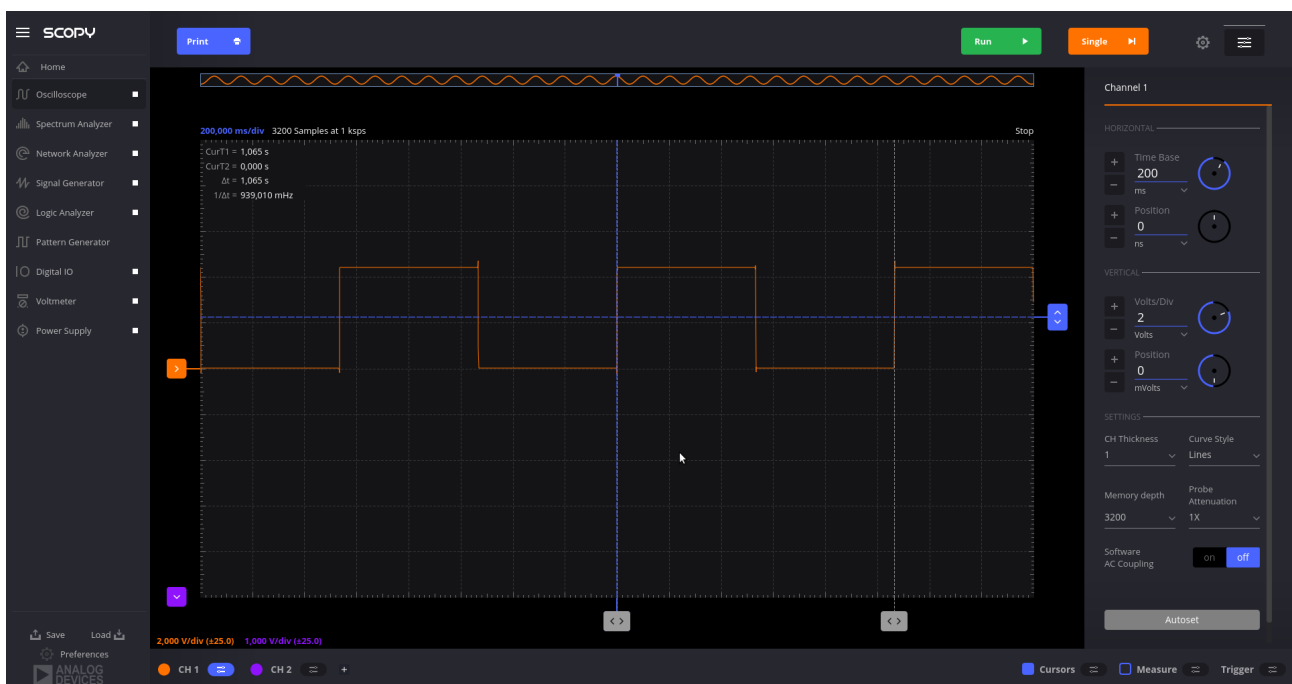 SCOPY
Print
Run
Single
Home
Oscilloscope
Spectrum Analyzer
Network Analyzer
Signal Generator
Logic Analyzer
Pattern Generator
Digital IO
Voltmeter
Power Supply
Save Load
Preferences
ANALOG
DEVICES
200,000 ms/div 3200 Samples at 1 ksps
Stop
CurT1 = 1,065 s
CurT2 = 0,000 s
Δt = 1,065 s
1/Δt = 939,010 mHz
2,000 V/div (±25.0) 1,000 V/div (±25.0)
CH 1
CH 2
+
Cursors
Measure
Trigger
Channel 1
HORIZONTAL
+ Time Base
200
− ms
+ Position
0
− ns
VERTICAL
+ Volts/Div
2
− Volts
+ Position
0
− mVolts
SETTINGS
CH Thickness Curve Style
1 Lines
Memory depth
Probe
Attenuation
3200 1X
Software
AC Coupling
on off
Autoset